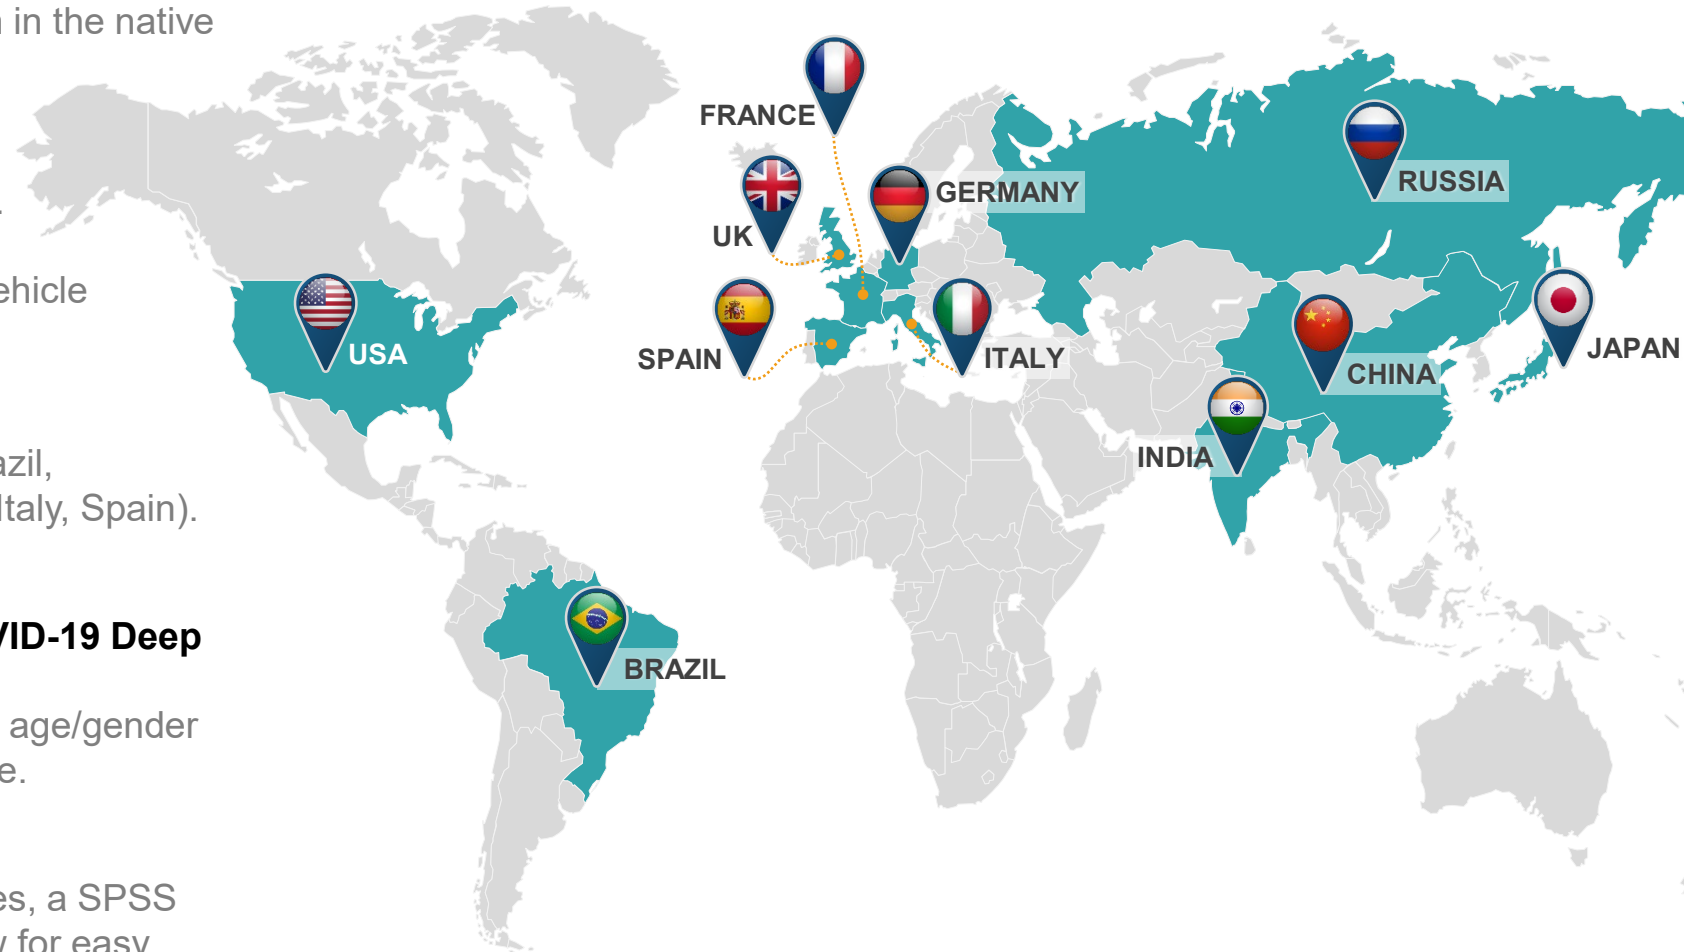 in the native
ehicle
azil,
Italy, Spain).
VID-19 Deep
age/gender
e.
es, a SPSS
for easy
FRANCE
UK
GERMANY
SPAIN
ITALY
RUSSIA
USA
CHINA
JAPAN
INDIA
BRAZIL